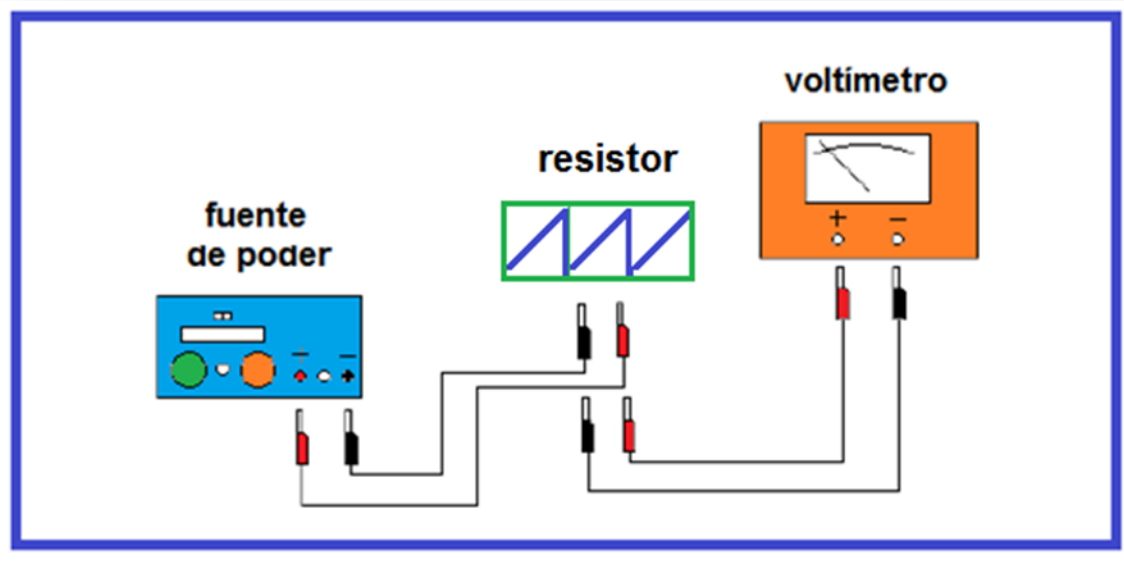 voltímetro
resistor
fuente
de poder
+ −
+ −